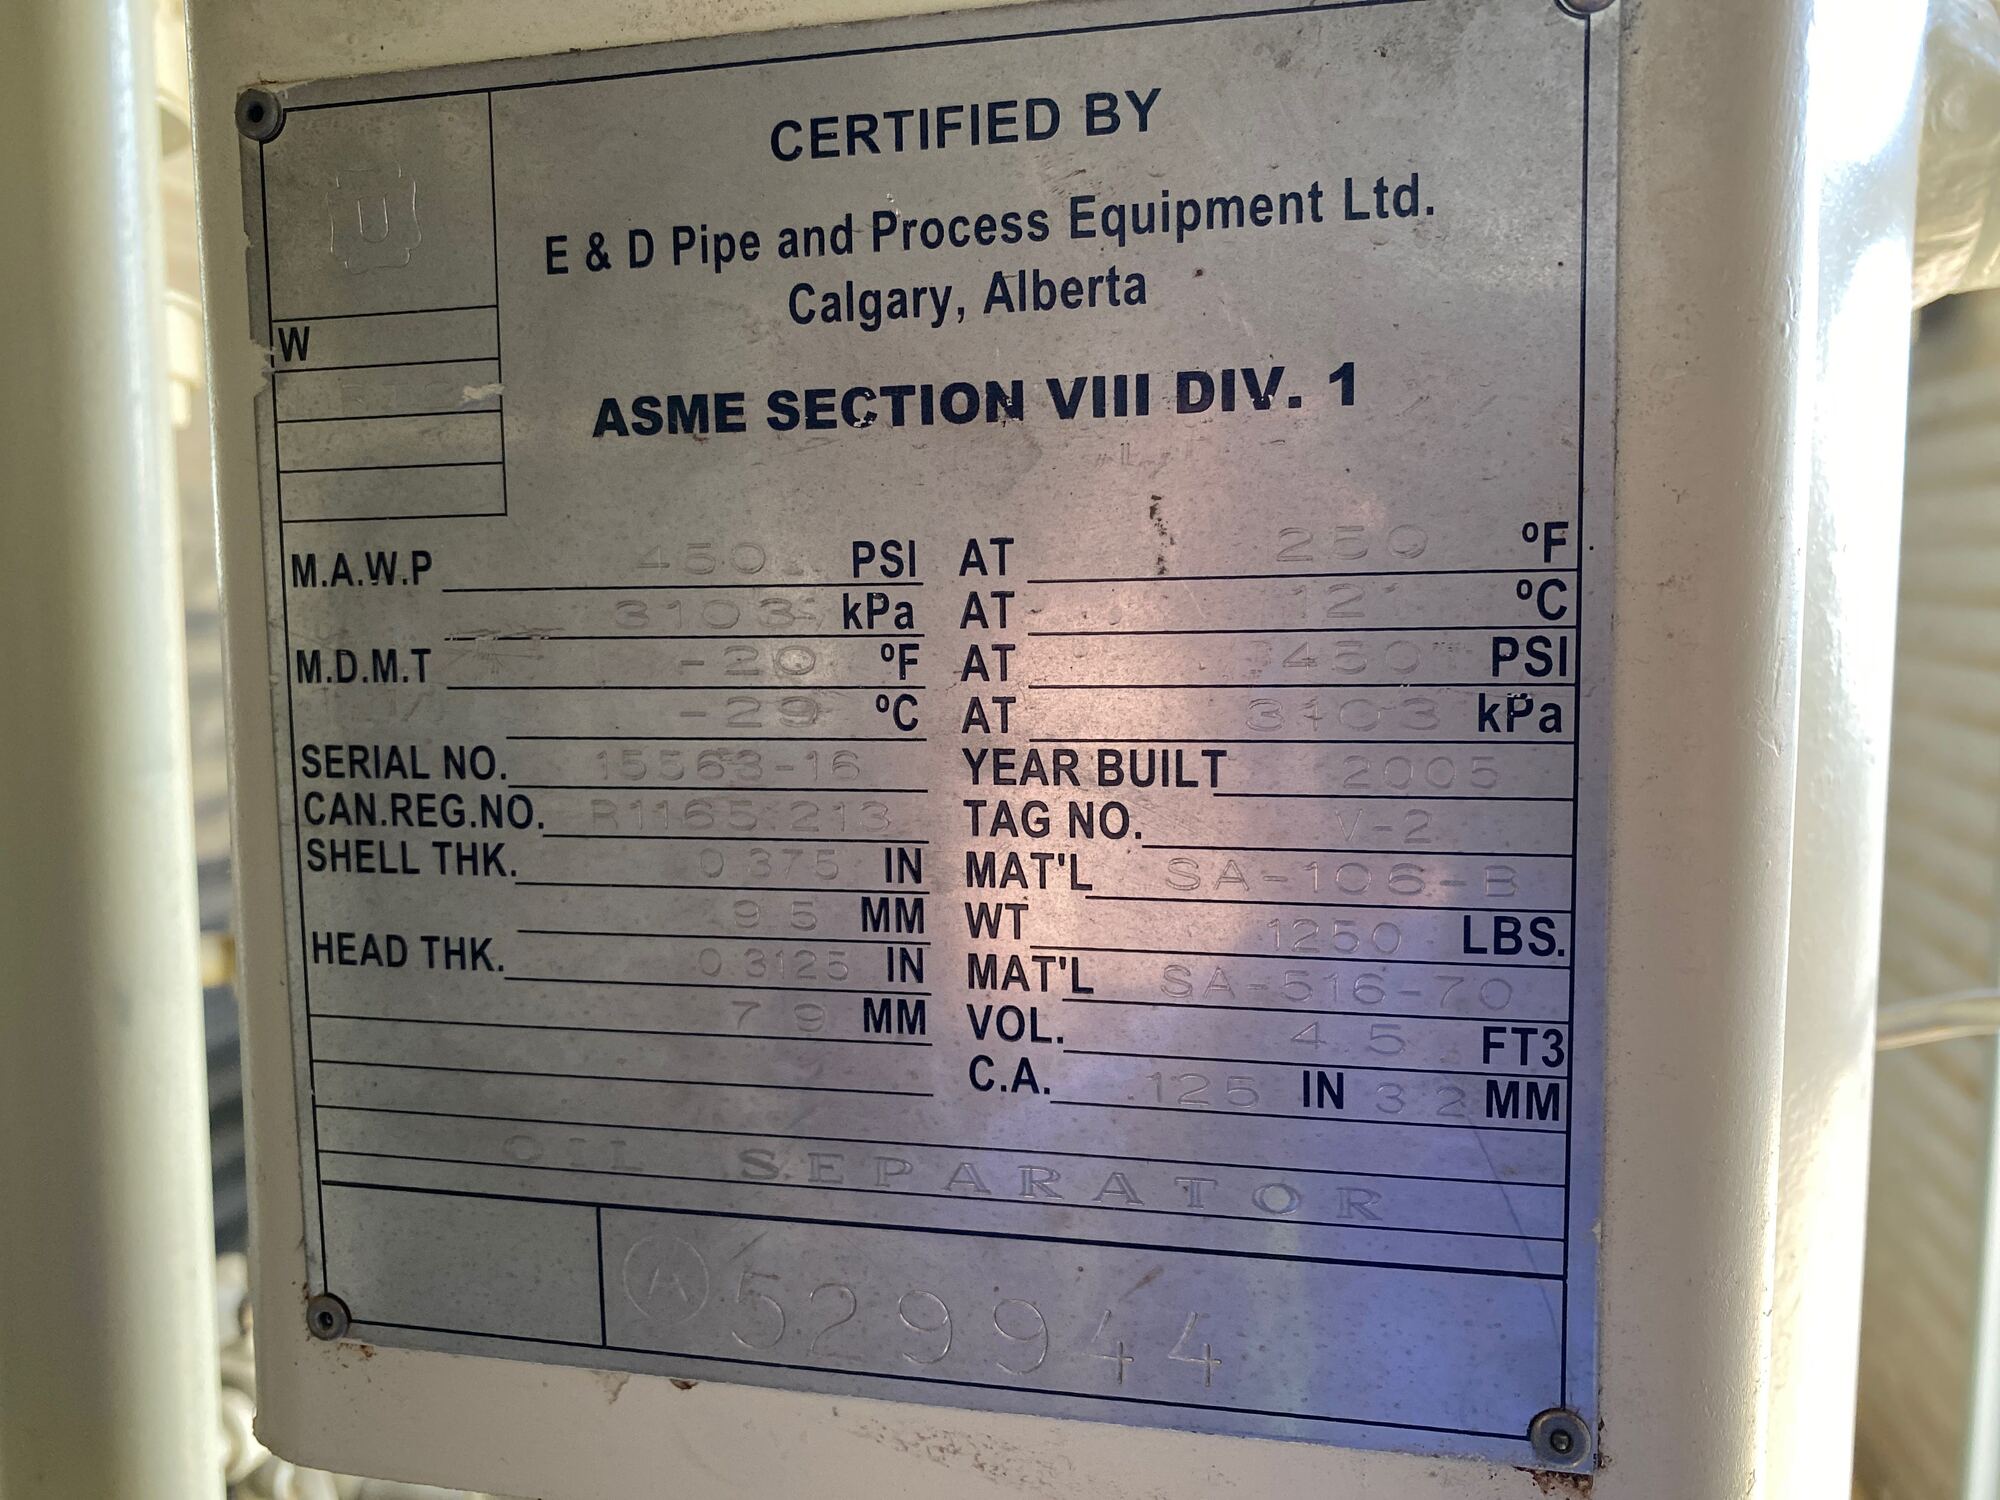 CERTIFIED BY
E & D Pipe and Process Equipment Ltd.
Calgary, Alberta
ASME SECTION VIII DIV. 1
U
W
M.A.W.P 450 PSI AT 250 ºF
3103 kPa AT 121 ºC
M.D.M.T -20 ºF AT 450 PSI
-29 ºC AT 3103 kPa
SERIAL NO. 15563-16 YEAR BUILT 2005
CAN.REG.NO. R1165.213 TAG NO. V-2
SHELL THK. 0.375 IN MAT'L SA-106-B
9.5 MM WT 1250 LBS.
HEAD THK. 0.3125 IN MAT'L SA-516-70
7.9 MM VOL. 4.5 FT3
C.A. .125 IN 3.2 MM
OIL SEPARATOR
A 529944